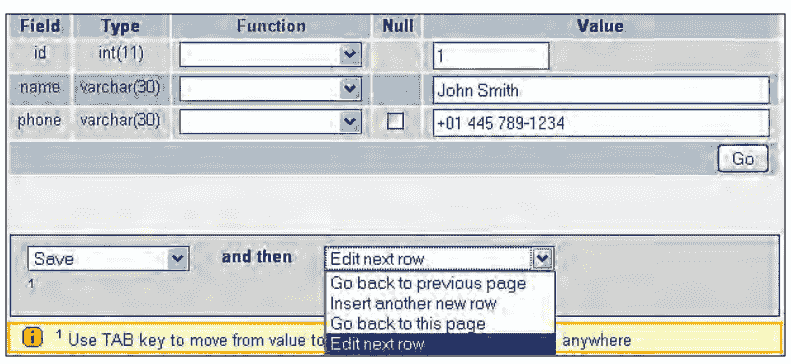 Field Type Function Null Value
id int(11) 1
name varchar(30) John Smith
phone varchar(30) +01 445 789-1234
Go
Save and then Edit next row
1
Go back to previous page
Insert another new row
Go back to this page
Edit next row
1 Use TAB key to move from value to anywhere